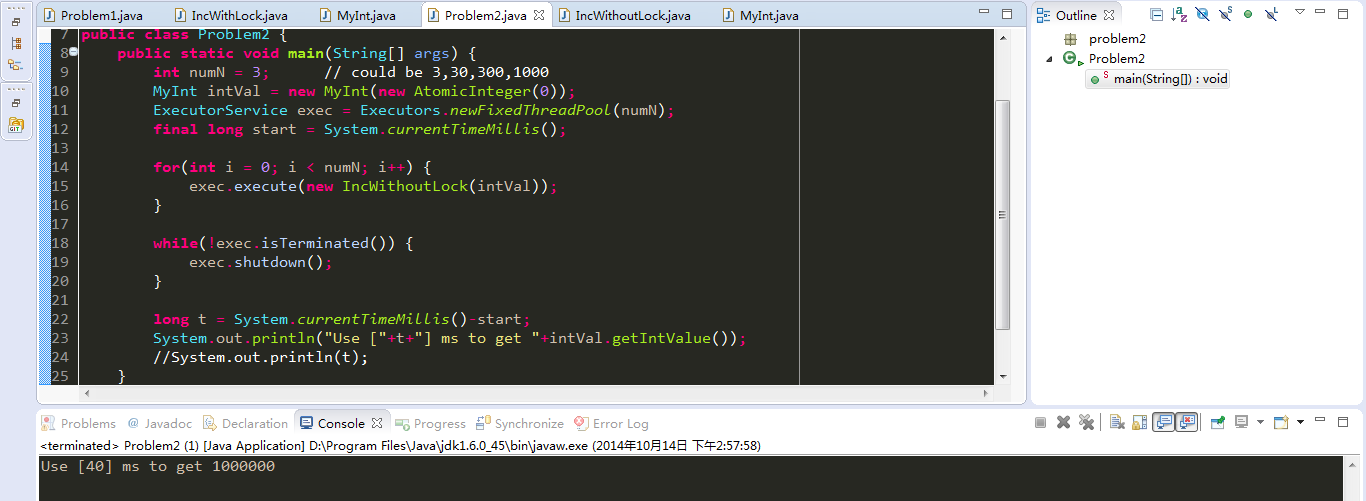 Problem1.java IncWithLock.java MyInt.java Problem2.java IncWithoutLock.java MyInt.java
Outline
7 public class Problem2 {
8 public static void main(String[] args) {
9 int numN = 3; // could be 3,30,300,1000
10 MyInt intVal = new MyInt(new AtomicInteger(0));
11 ExecutorService exec = Executors.newFixedThreadPool(numN);
12 final long start = System.currentTimeMillis();
13
14 for(int i = 0; i < numN; i++) {
15 exec.execute(new IncWithoutLock(intVal));
16 }
17
18 while(!exec.isTerminated()) {
19 exec.shutdown();
20 }
21
22 long t = System.currentTimeMillis()-start;
23 System.out.println("Use ["+t+"] ms to get "+intVal.getIntValue());
24 //System.out.println(t);
25 }
problem2
Problem2
main(String[]) : void
Problems @ Javadoc Declaration Console Progress Synchronize Error Log
<terminated> Problem2 (1) [Java Application] D:\Program Files\Java\jdk1.6.0_45\bin\javaw.exe (2014年10月14日 下午2:57:58)
Use [40] ms to get 1000000